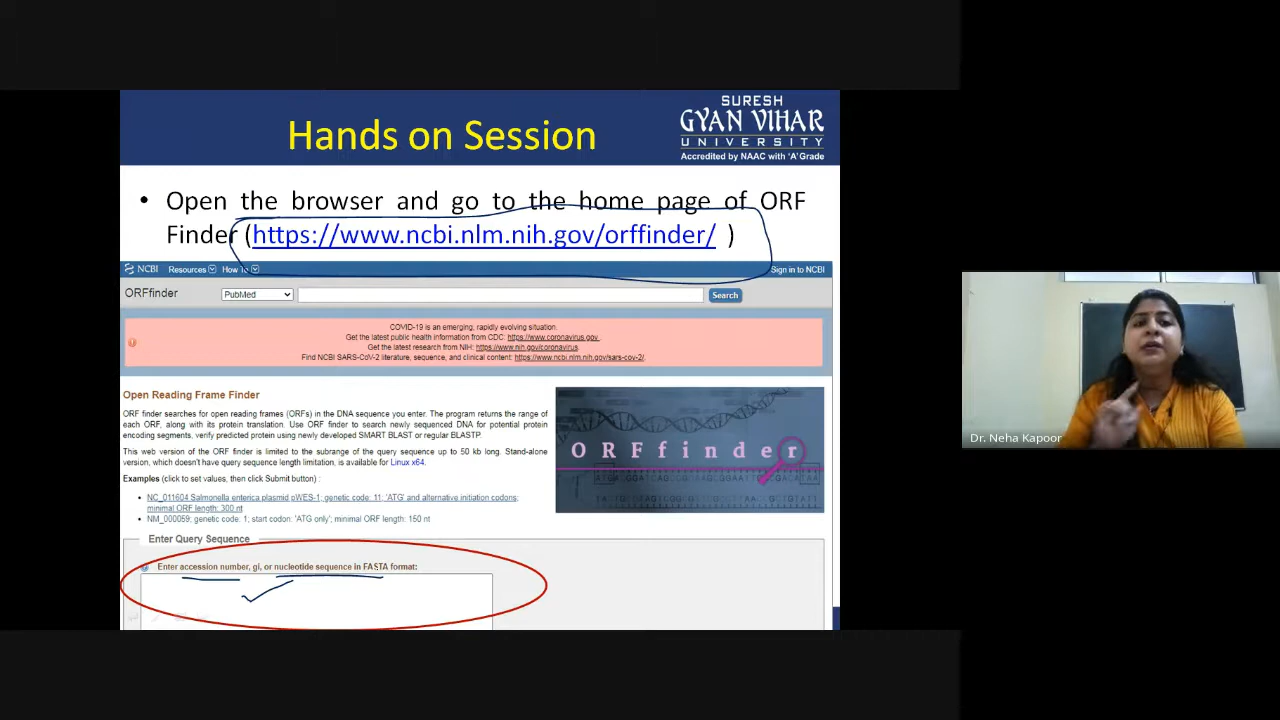 Hands on Session
SURESH
GYAN VIHAR
UNIVERSITY
Accredited by NAAC with 'A' Grade
• Open the browser and go to the home page of ORF
Finder (https://www.ncbi.nlm.nih.gov/orffinder/ )
NCBI Resources How To Sign in to NCBI
ORFfinder PubMed Search
COVID-19 is an emerging, rapidly evolving situation.
Get the latest public health information from CDC: https://www.coronavirus.gov
Get the latest research from NIH: https://www.nih.gov/coronavirus.
Find NCBI SARS-CoV-2 literature, sequence, and clinical content: https://www.ncbi.nlm.nih.gov/sars-cov-2/.
Open Reading Frame Finder
ORF finder searches for open reading frames (ORFs) in the DNA sequence you enter. The program returns the range of
each ORF, along with its protein translation. Use ORF finder to search newly sequenced DNA for potential protein
encoding segments, verify predicted protein using newly developed SMART BLAST or regular BLASTP.
This web version of the ORF finder is limited to the subrange of the query sequence up to 50 kb long. Stand-alone
version, which doesn't have query sequence length limitation, is available for Linux x64.
Examples (click to set values, then click Submit button) :
• NC_011604 Salmonella enterica plasmid pWES-1; genetic code: 11; 'ATG' and alternative initiation codons;
minimal ORF length: 300 nt
• NM_000059; genetic code: 1; start codon: 'ATG only'; minimal ORF length: 150 nt
ORFfinder
Enter Query Sequence
Enter accession number, gi, or nucleotide sequence in FASTA format:
Dr. Neha Kapoor